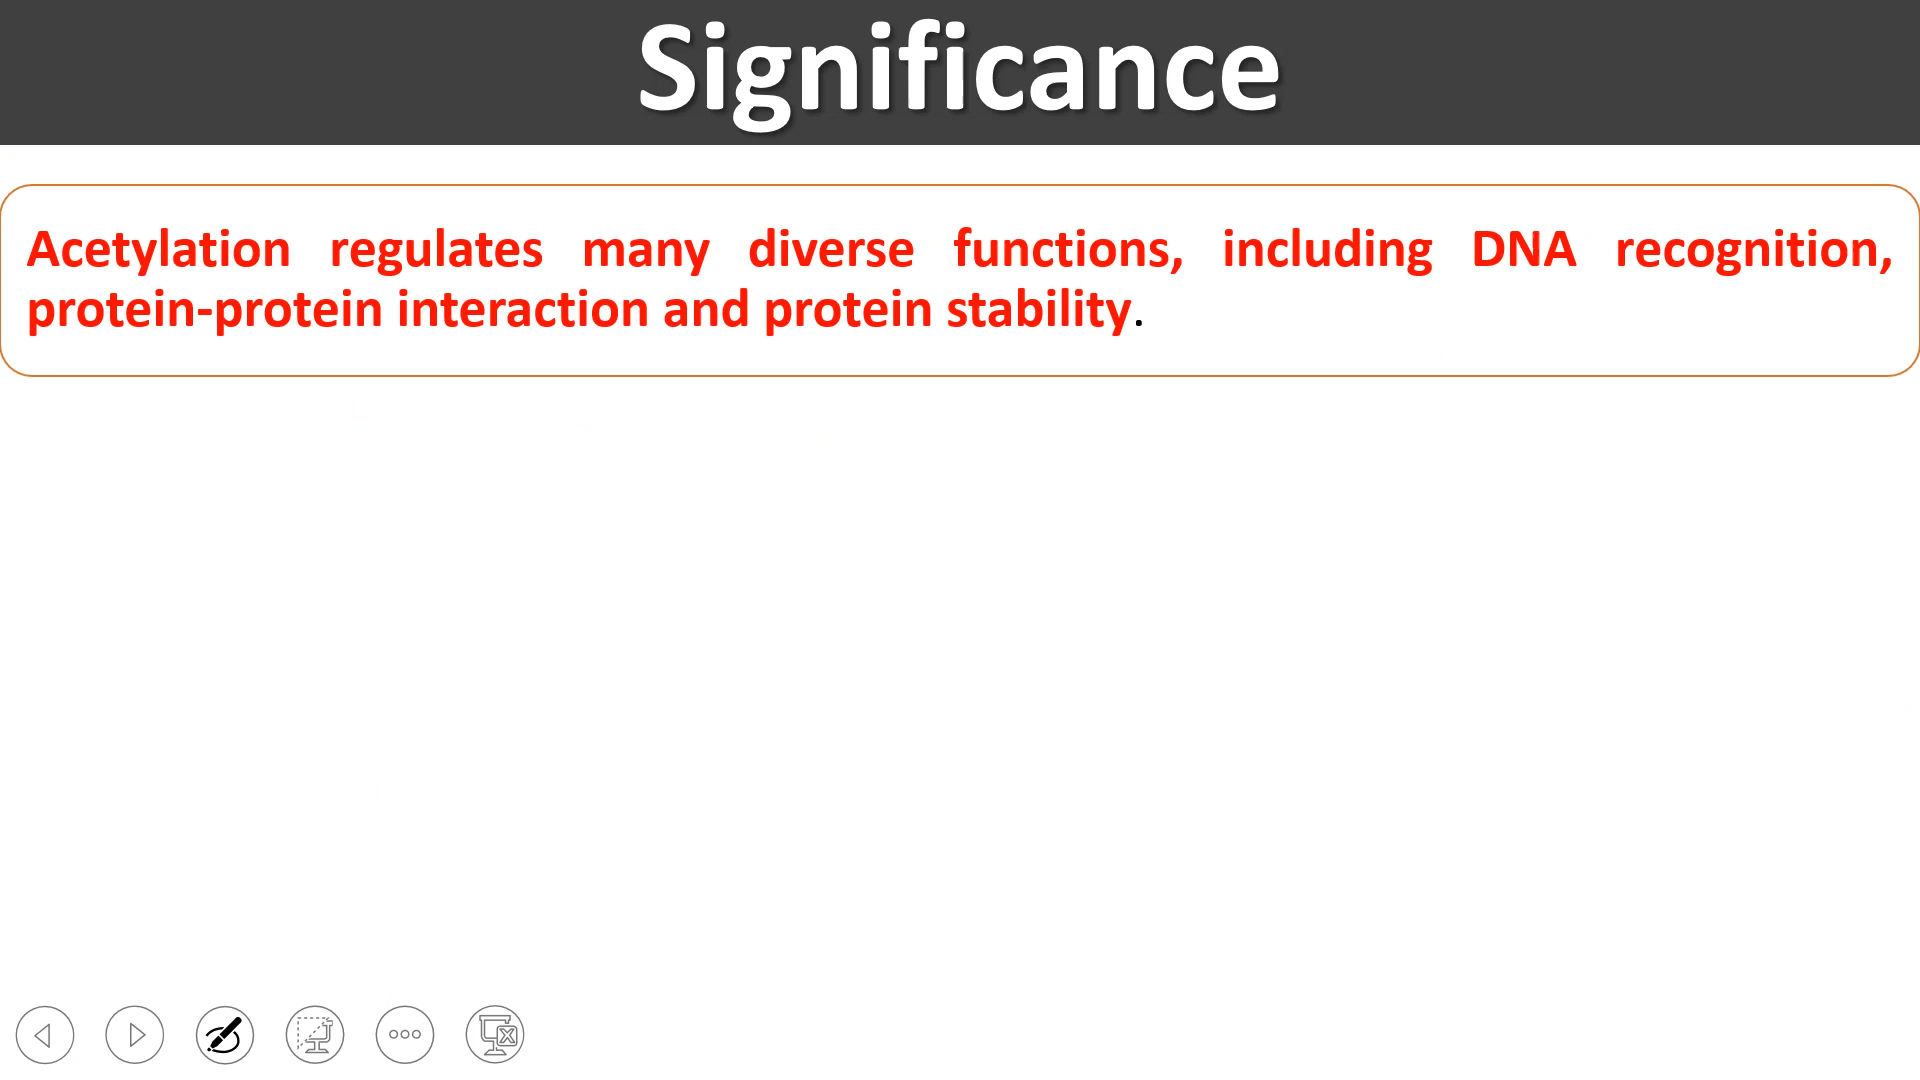 Significance
Acetylation regulates many diverse functions, including DNA recognition,
protein-protein interaction and protein stability.